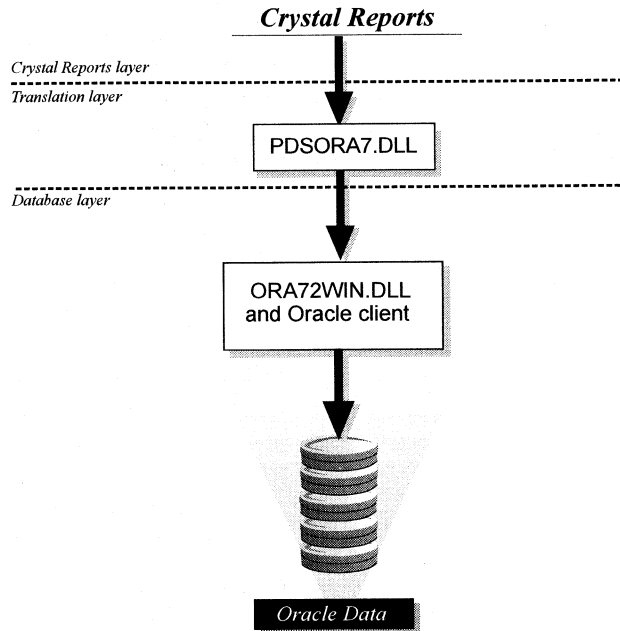 Crystal Reports
Crystal Reports layer
Translation layer
PDSORA7.DLL
Database layer
ORA72WIN.DLL
and Oracle client
Oracle Data